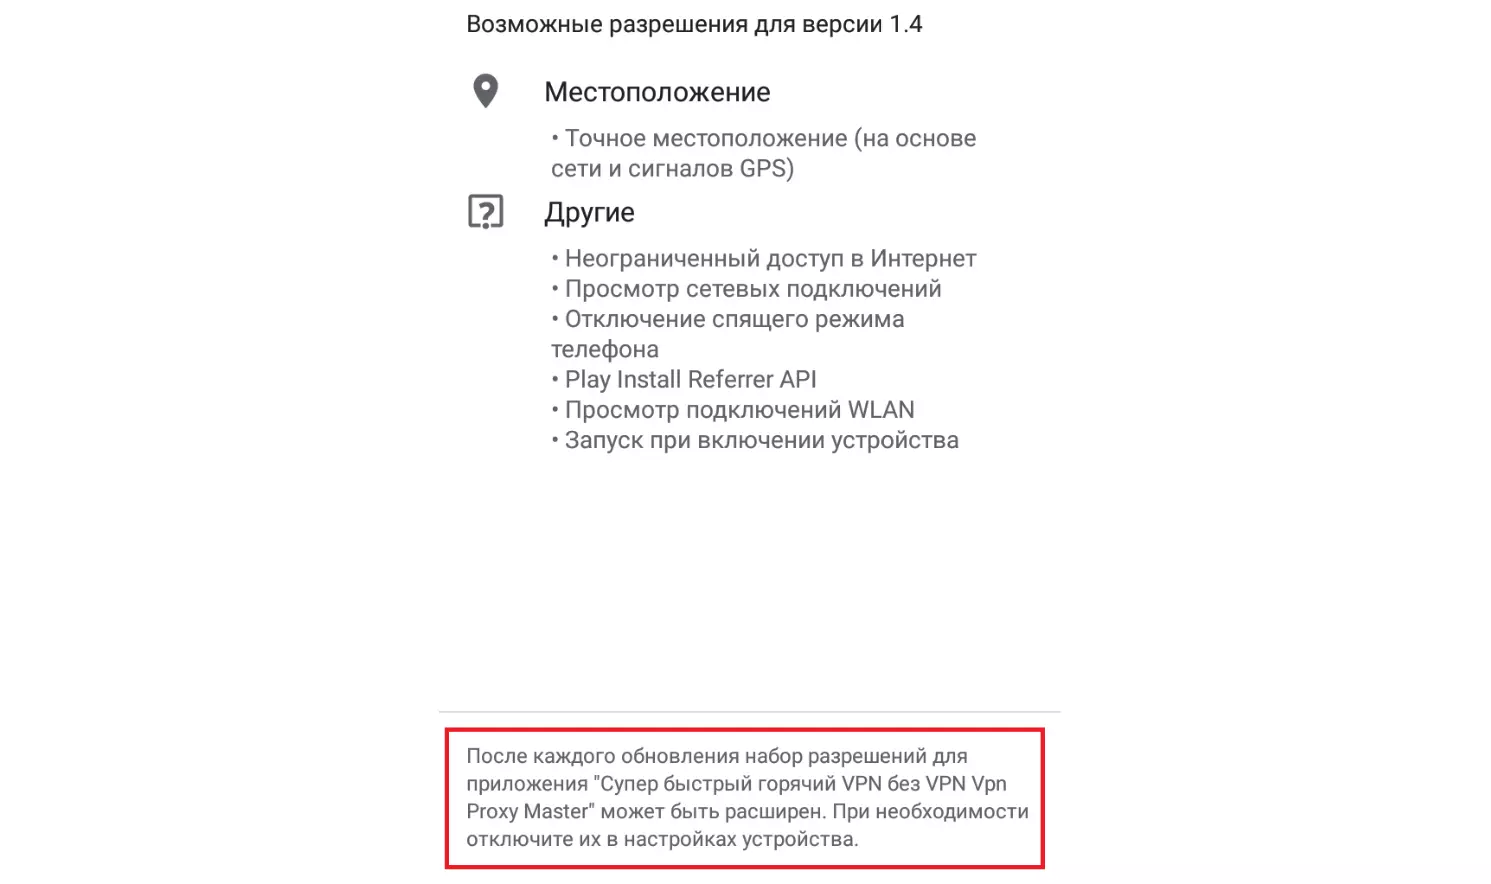 Возможные разрешения для версии 1.4
Местоположение
• Точное местоположение (на основе
сети и сигналов GPS)
Другие
• Неограниченный доступ в Интернет
• Просмотр сетевых подключений
• Отключение спящего режима
телефона
• Play Install Referrer API
• Просмотр подключений WLAN
• Запуск при включении устройства
После каждого обновления набор разрешений для
приложения "Супер быстрый горячий VPN без VPN Vpn
Proxy Master" может быть расширен. При необходимости
отключите их в настройках устройства.